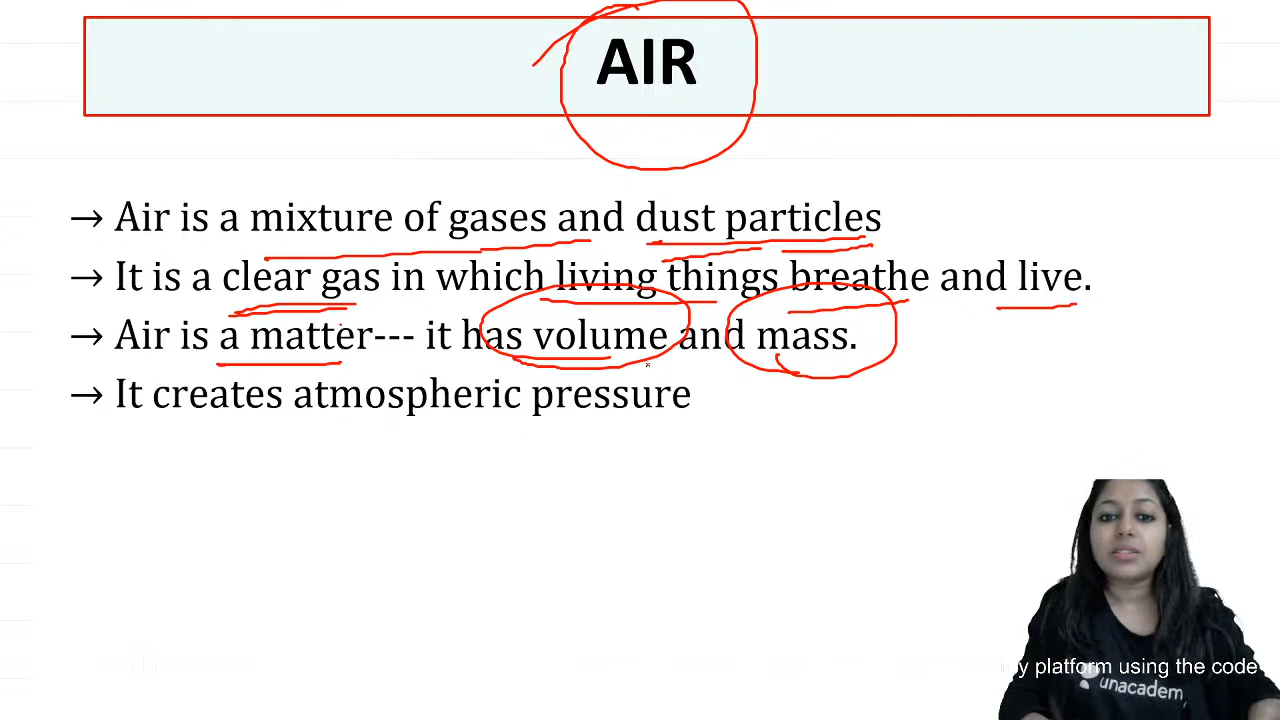 AIR
→ Air is a mixture of gases and dust particles
→ It is a clear gas in which living things breathe and live.
→ Air is a matter--- it has volume and mass.
→ It creates atmospheric pressure
platform using the code
unacadem